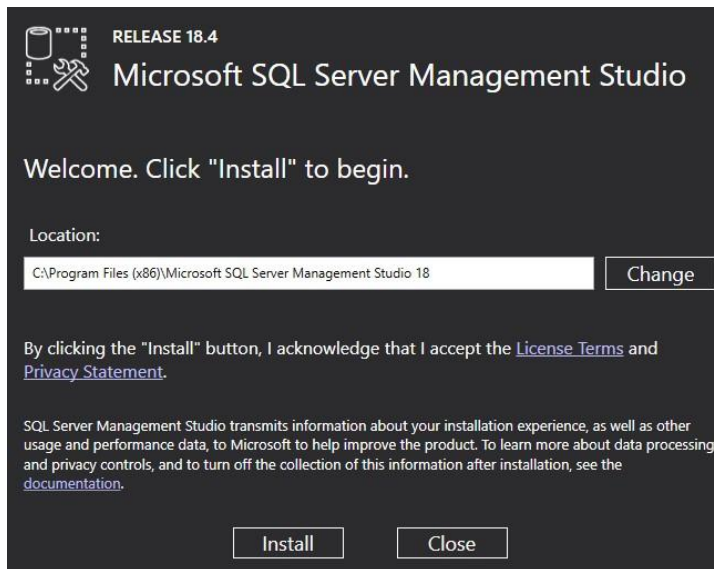 RELEASE 18.4
Microsoft SQL Server Management Studio
Welcome. Click "Install" to begin.
Location:
C:\Program Files (x86)\Microsoft SQL Server Management Studio 18
Change
By clicking the "Install" button, I acknowledge that I accept the License Terms and
Privacy Statement.
SQL Server Management Studio transmits information about your installation experience, as well as other
usage and performance data, to Microsoft to help improve the product. To learn more about data processing
and privacy controls, and to turn off the collection of this information after installation, see the
documentation.
Install
Close